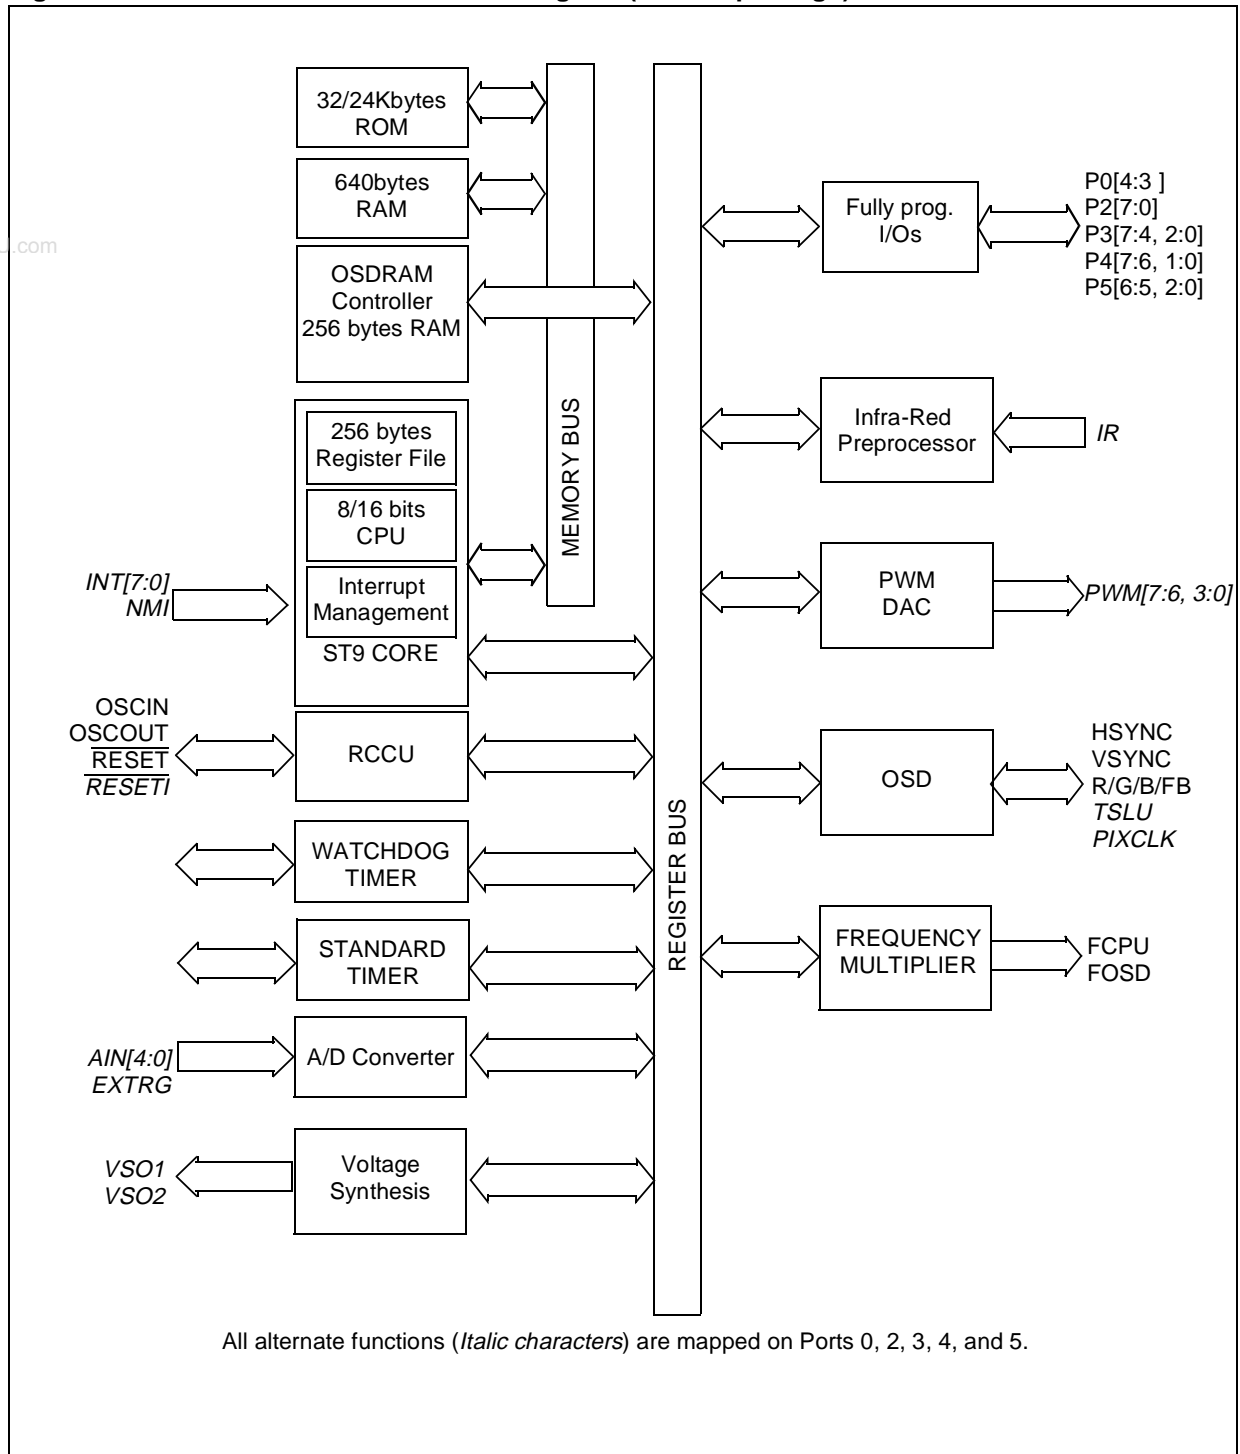 32/24Kbytes
ROM
640bytes
RAM
OSDRAM
Controller
256 bytes RAM
256 bytes
Register File
8/16 bits
CPU
Interrupt
Management
ST9 CORE
INT[7:0]
NMI
OSCIN
OSCOUT
RESET
RESETI
RCCU
WATCHDOG
TIMER
STANDARD
TIMER
AIN[4:0]
EXTRG
A/D Converter
VSO1
VSO2
Voltage
Synthesis
MEMORY BUS
REGISTER BUS
Fully prog.
I/Os
P0[4:3 ]
P2[7:0]
P3[7:4, 2:0]
P4[7:6, 1:0]
P5[6:5, 2:0]
Infra-Red
Preprocessor
IR
PWM
DAC
PWM[7:6, 3:0]
OSD
HSYNC
VSYNC
R/G/B/FB
TSLU
PIXCLK
FREQUENCY
MULTIPLIER
FCPU
FOSD
All alternate functions (Italic characters) are mapped on Ports 0, 2, 3, 4, and 5.